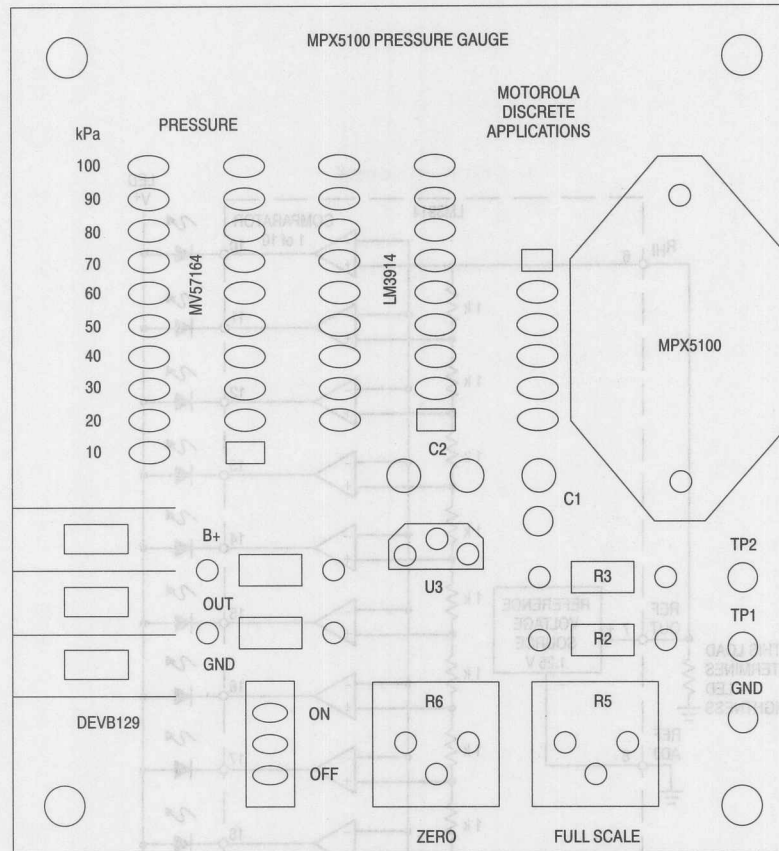 MPX5100 PRESSURE GAUGE
MOTOROLA
DISCRETE
APPLICATIONS
PRESSURE
kPa
100
90
80
70
60
50
40
30
20
10
MV57164
LM3914
MPX5100
C2
C1
B+
U3
R3
TP2
OUT
R2
TP1
GND
GND
DEVB129
ON
OFF
R6
R5
ZERO
FULL SCALE